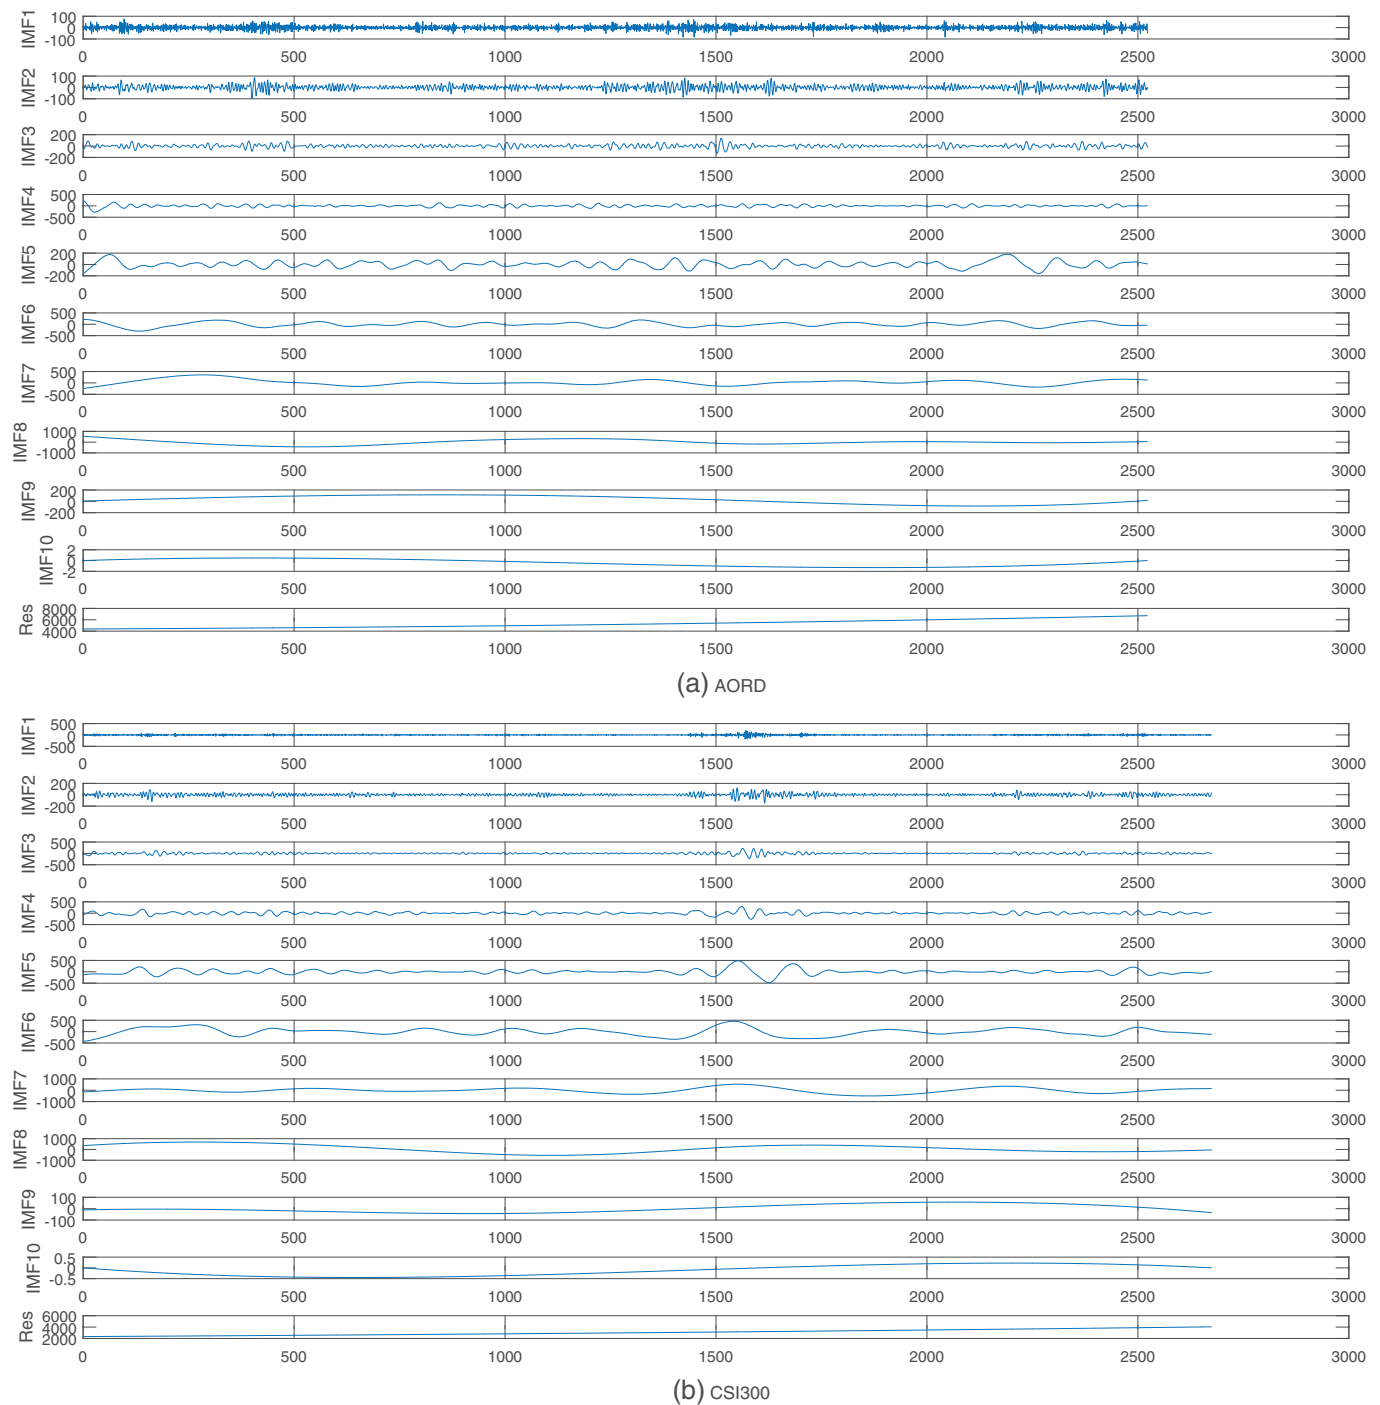 IMF1 100 0 -100
0 500 1000 1500 2000 2500 3000
IMF2 100 0 -100
0 500 1000 1500 2000 2500 3000
IMF3 200 0 -200
0 500 1000 1500 2000 2500 3000
IMF4 500 0 -500
0 500 1000 1500 2000 2500 3000
IMF5 200 0 -200
0 500 1000 1500 2000 2500 3000
IMF6 500 0 -500
0 500 1000 1500 2000 2500 3000
IMF7 500 0 -500
0 500 1000 1500 2000 2500 3000
IMF8 1000 0 -1000
0 500 1000 1500 2000 2500 3000
IMF9 200 0 -200
0 500 1000 1500 2000 2500 3000
IMF10 2 0 -2
0 500 1000 1500 2000 2500 3000
Res 8000 6000 4000
0 500 1000 1500 2000 2500 3000
(a) AORD
IMF1 500 0 -500
0 500 1000 1500 2000 2500 3000
IMF2 200 0 -200
0 500 1000 1500 2000 2500 3000
IMF3 500 0 -500
0 500 1000 1500 2000 2500 3000
IMF4 500 0 -500
0 500 1000 1500 2000 2500 3000
IMF5 500 0 -500
0 500 1000 1500 2000 2500 3000
IMF6 500 0 -500
0 500 1000 1500 2000 2500 3000
IMF7 1000 0 -1000
0 500 1000 1500 2000 2500 3000
IMF8 1000 0 -1000
0 500 1000 1500 2000 2500 3000
IMF9 100 0 -100
0 500 1000 1500 2000 2500 3000
IMF10 0.5 0 -0.5
0 500 1000 1500 2000 2500 3000
Res 6000 4000 2000
0 500 1000 1500 2000 2500 3000
(b) CSI300